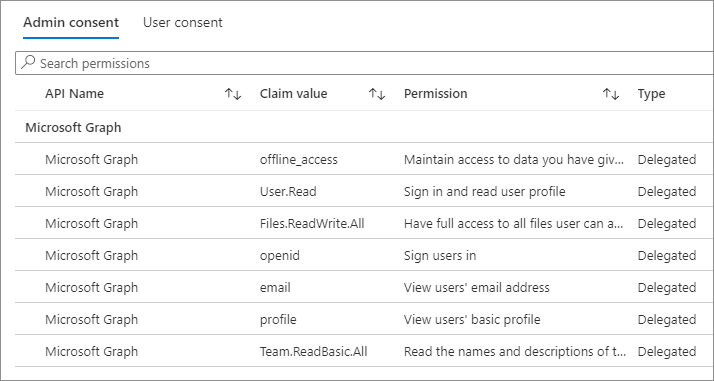 Admin consent User consent
Search permissions
API Name Claim value Permission Type
Microsoft Graph
Microsoft Graph offline_access Maintain access to data you have giv... Delegated
Microsoft Graph User.Read Sign in and read user profile Delegated
Microsoft Graph Files.ReadWrite.All Have full access to all files user can a... Delegated
Microsoft Graph openid Sign users in Delegated
Microsoft Graph email View users' email address Delegated
Microsoft Graph profile View users' basic profile Delegated
Microsoft Graph Team.ReadBasic.All Read the names and descriptions of t... Delegated